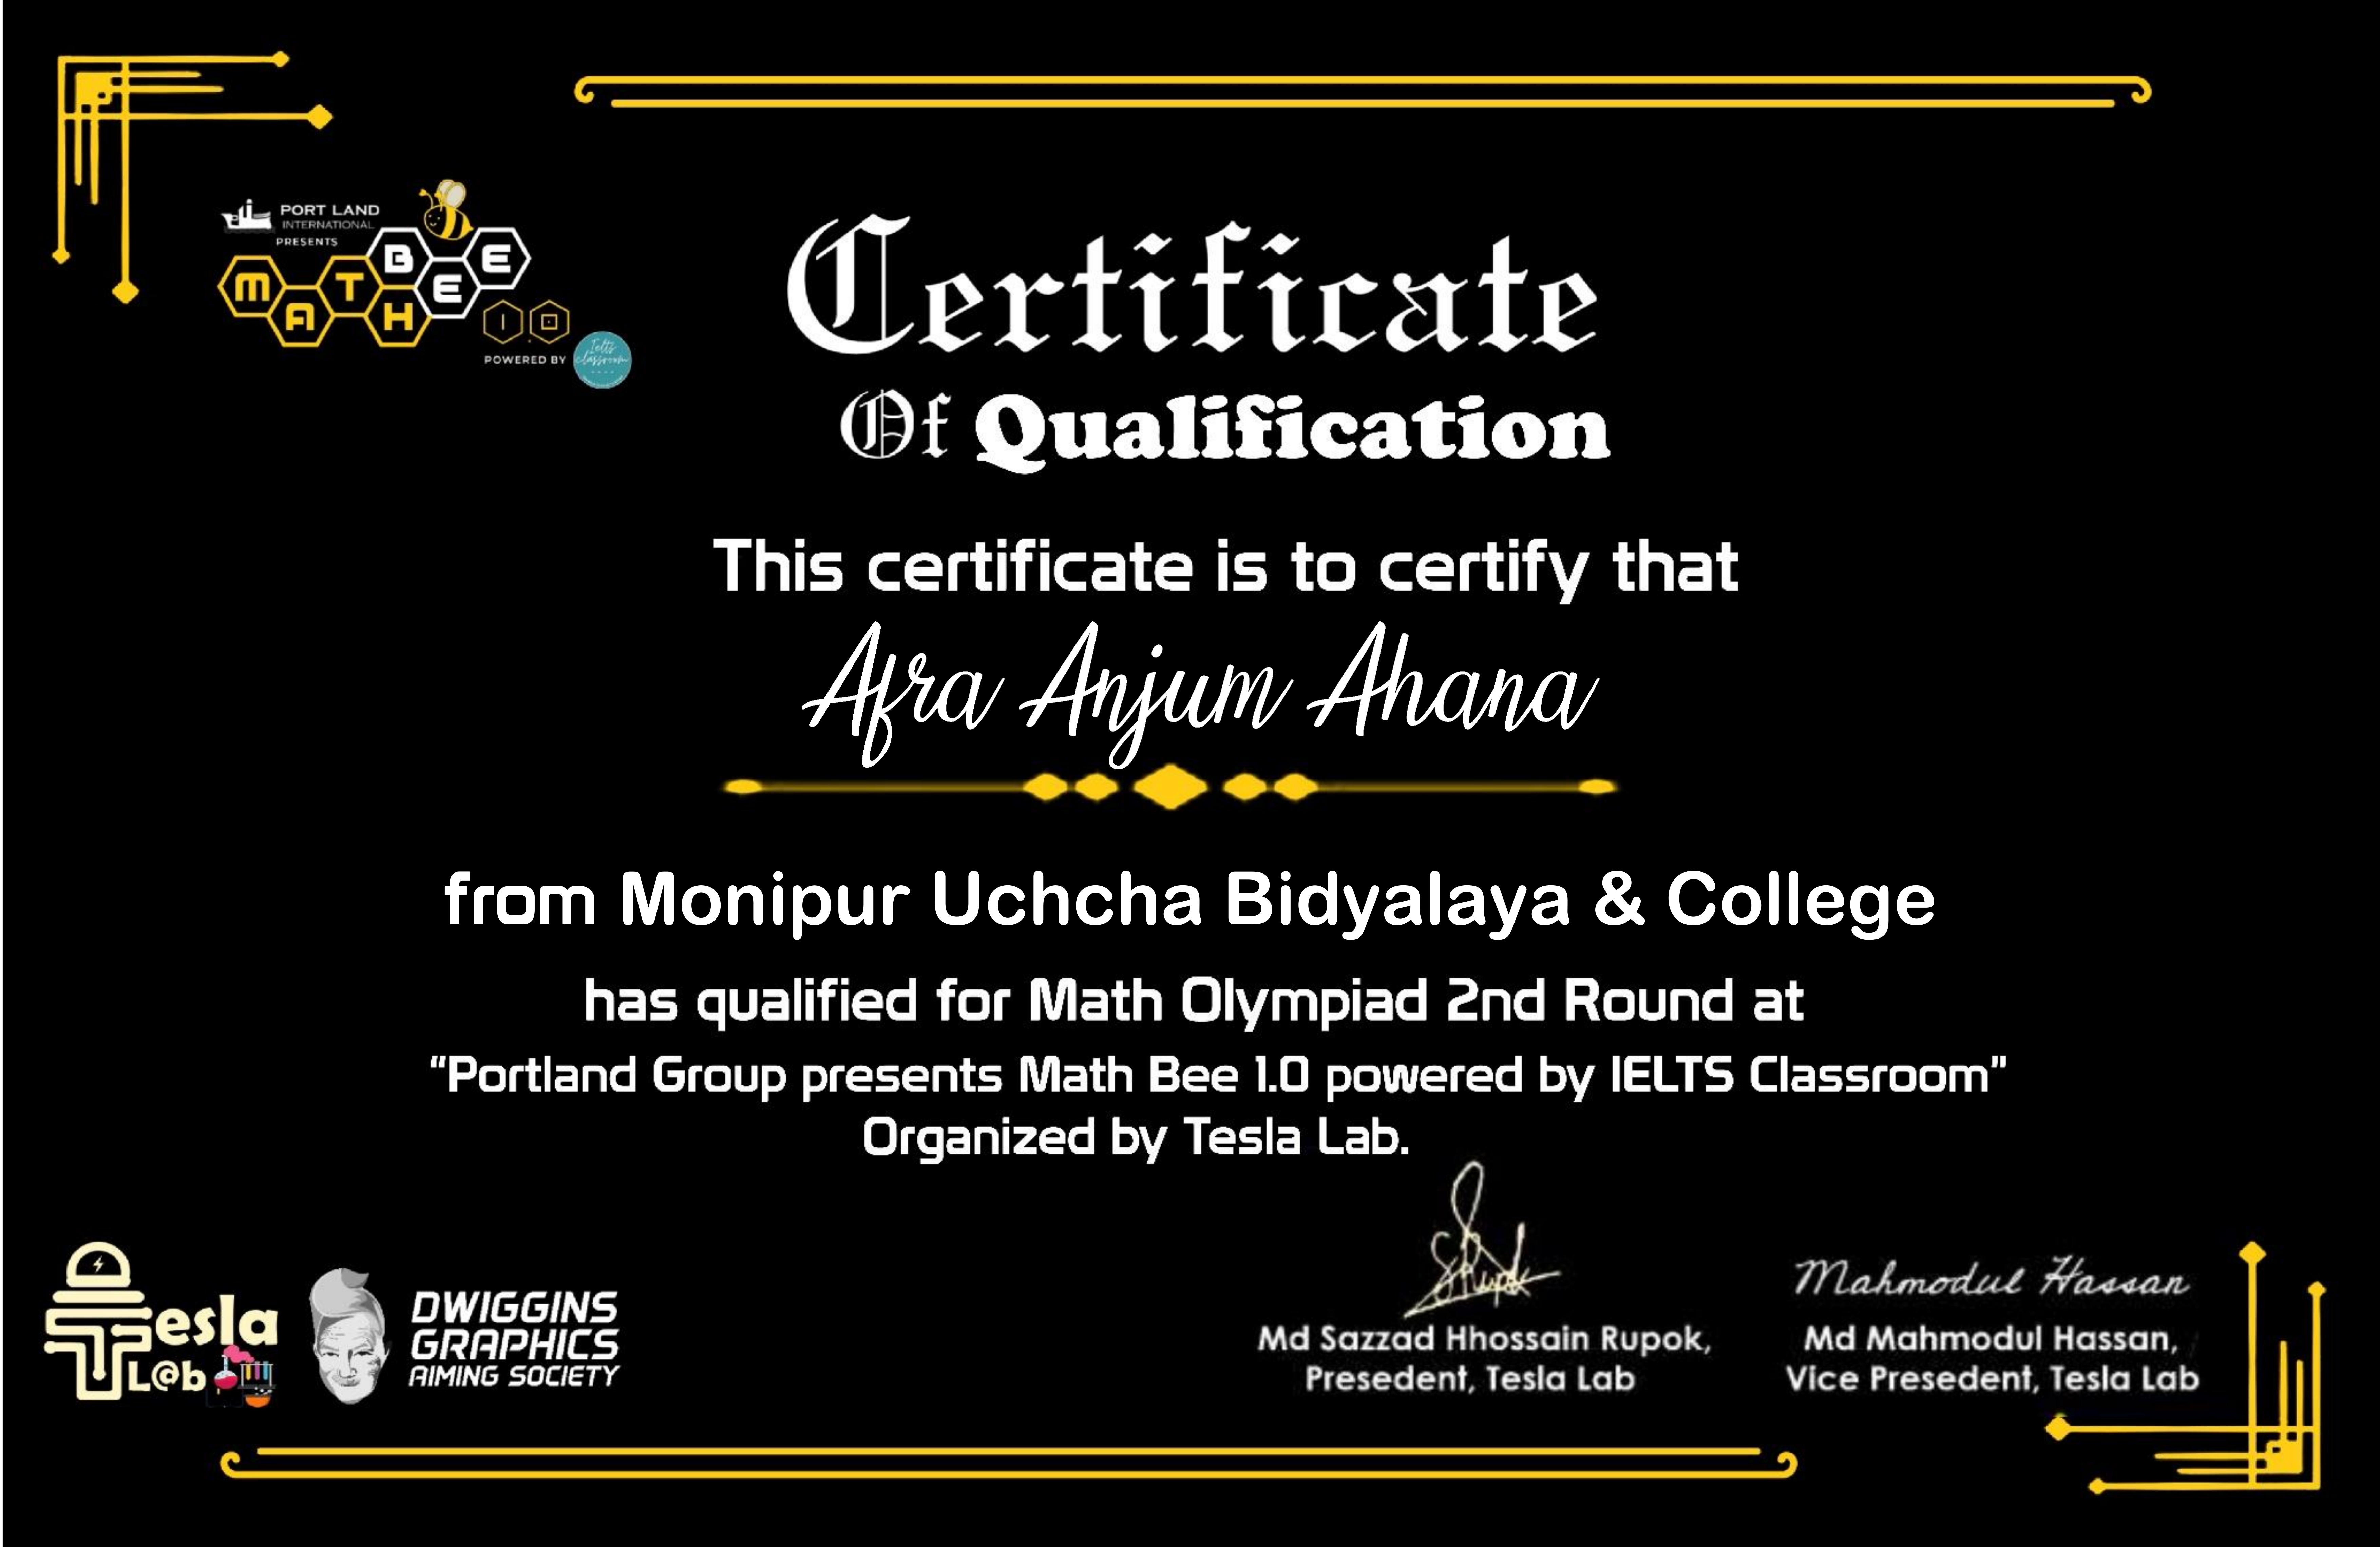 PORT LAND
INTERNATIONAL
PRESENTS
MATH BEE
1.0
POWERED BY
Ielts
classroom
Certificate
Of Qualification
This certificate is to certify that
Afra Anjum Ahana
from Monipur Uchcha Bidyalaya & College
has qualified for Math Olympiad 2nd Round at
“Portland Group presents Math Bee 1.0 powered by IELTS Classroom”
Organized by Tesla Lab.
Tesla
L@b
DWIGGINS
GRAPHICS
AIMING SOCIETY
Md Sazzad Hhossain Rupok,
Presedent, Tesla Lab
Mahmodul Hassan
Md Mahmodul Hassan,
Vice Presedent, Tesla Lab